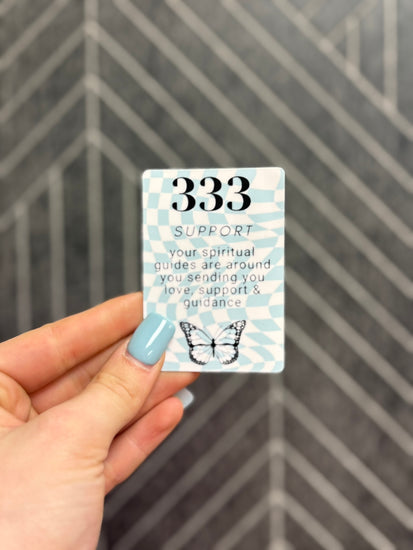 333
SUPPORT
your spiritual
guides are around
you sending you
love, support &
guidance